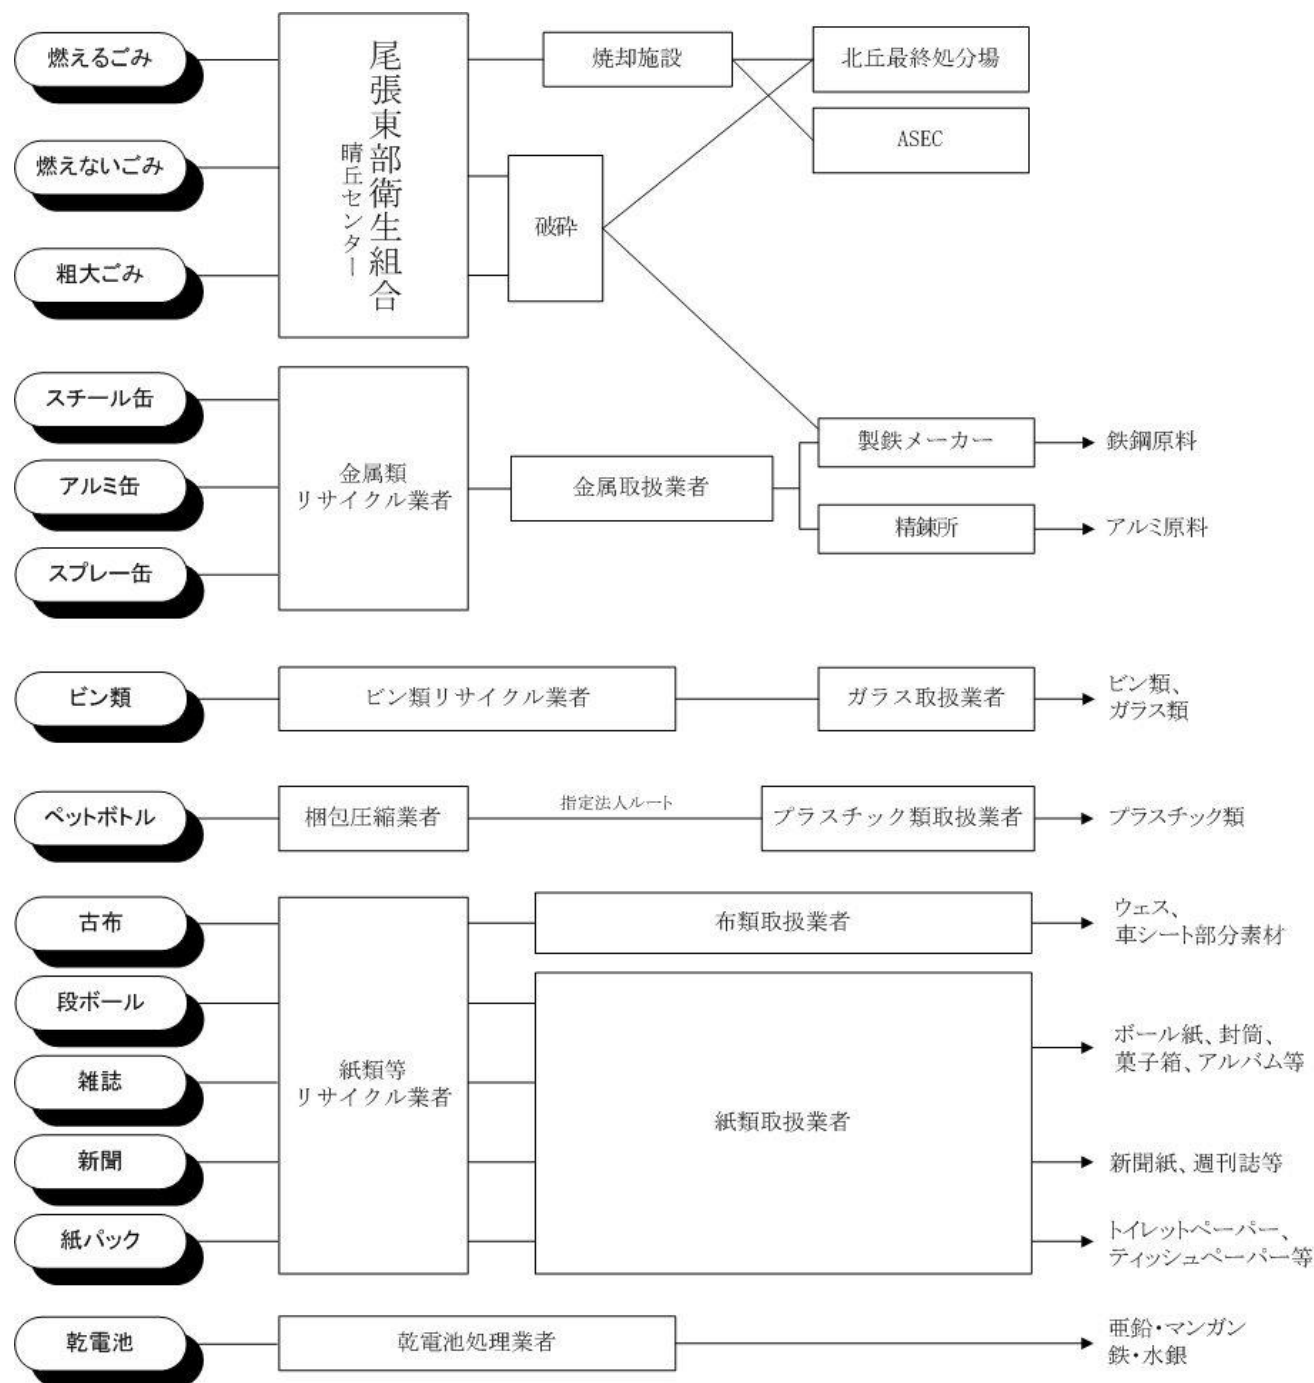 燃えるごみ
尾張東部衛生組合
晴丘センター
焼却施設
北丘最終処分場
ASEC
燃えないごみ
破砕
粗大ごみ
スチール缶
アルミ缶
スプレー缶
金属類
リサイクル業者
金属取扱業者
製鉄メーカー
鉄鋼原料
精錬所
アルミ原料
ビン類
ビン類リサイクル業者
ガラス取扱業者
ビン類、
ガラス類
ペットボトル
梱包圧縮業者
指定法人ルート
プラスチック類取扱業者
プラスチック類
古布
段ボール
雑誌
新聞
紙パック
紙類等
リサイクル業者
布類取扱業者
ウェス、
車シート部分素材
紙類取扱業者
ボール紙、封筒、
菓子箱、アルバム等
新聞紙、週刊誌等
トイレットペーパー、
ティッシュペーパー等
乾電池
乾電池処理業者
亜鉛・マンガン
鉄・水銀